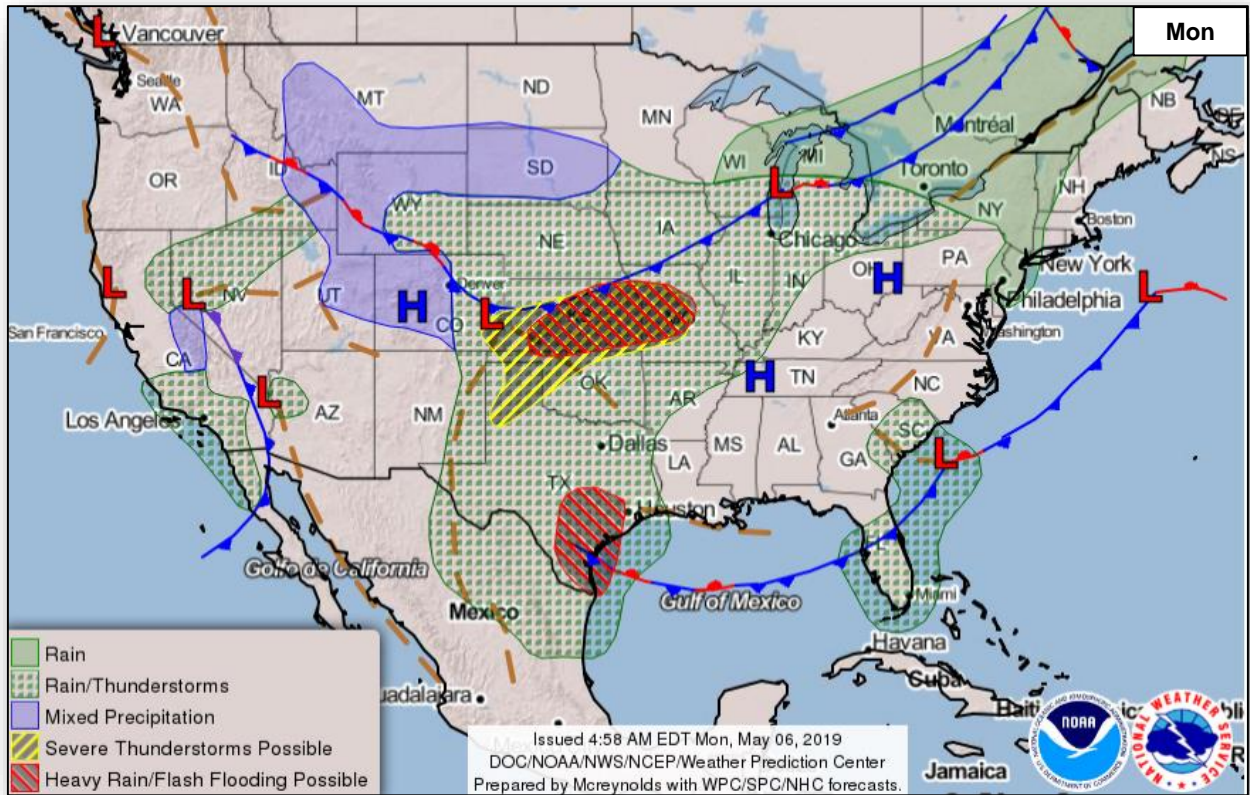 Mon
Vancouver
L
Seattle
WA
MT
ND
MN
Montréal
NB
NS
OR
ID
SD
WI
MI
Toronto
NH
L
WY
NY
Boston
NE
IA
Chicago
PA
New York
NV
UT
Denver
IL
IN
OH
H
Philadelphia
L
L
L
H
CO
L
San Francisco
KY
VA
Washington
CA
L
OK
AR
H
TN
NC
Los Angeles
AZ
NM
Dallas
MS
AL
Atlanta
SC
L
LA
GA
TX
Houston
FL
Golfo de California
Mexico
Gulf of Mexico
Miami
Havana
Cuba
Guadalajara
Jamaica
Rain
Rain/Thunderstorms
Mixed Precipitation
Severe Thunderstorms Possible
Heavy Rain/Flash Flooding Possible
Issued 4:58 AM EDT Mon, May 06, 2019
DOC/NOAA/NWS/NCEP/Weather Prediction Center
Prepared by Mcreynolds with WPC/SPC/NHC forecasts.
NOAA
NATIONAL WEATHER SERVICE